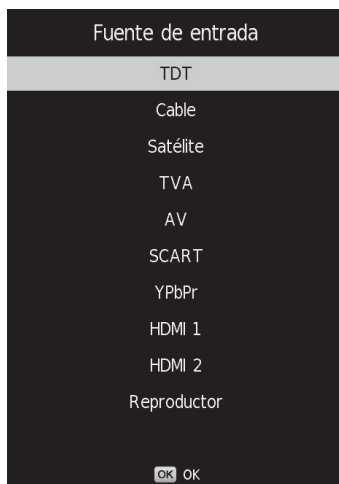 Fuente de entrada
TDT
Cable
Satélite
TVA
AV
SCART
YPbPr
HDMI 1
HDMI 2
Reproductor
OK OK